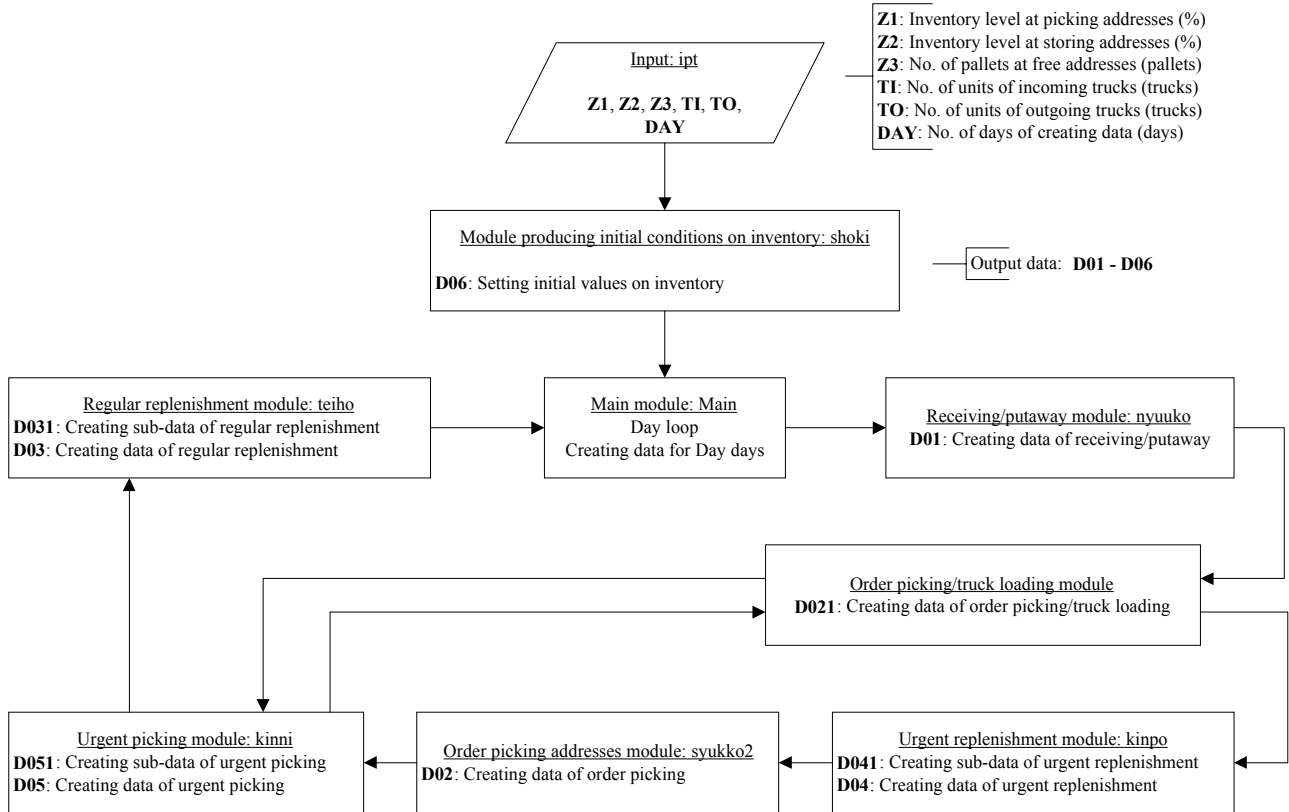 Z1: Inventory level at picking addresses (%)
Z2: Inventory level at storing addresses (%)
Z3: No. of pallets at free addresses (pallets)
TI: No. of units of incoming trucks (trucks)
TO: No. of units of outgoing trucks (trucks)
DAY: No. of days of creating data (days)
Input: ipt
Z1, Z2, Z3, TI, TO,
DAY
Module producing initial conditions on inventory: shoki
D06: Setting initial values on inventory
Output data: D01 - D06
Regular replenishment module: teiho
D031: Creating sub-data of regular replenishment
D03: Creating data of regular replenishment
Main module: Main
Day loop
Creating data for Day days
Receiving/putaway module: nyuuko
D01: Creating data of receiving/putaway
Order picking/truck loading module
D021: Creating data of order picking/truck loading
Urgent picking module: kinni
D051: Creating sub-data of urgent picking
D05: Creating data of urgent picking
Order picking addresses module: syukko2
D02: Creating data of order picking
Urgent replenishment module: kinpo
D041: Creating sub-data of urgent replenishment
D04: Creating data of urgent replenishment